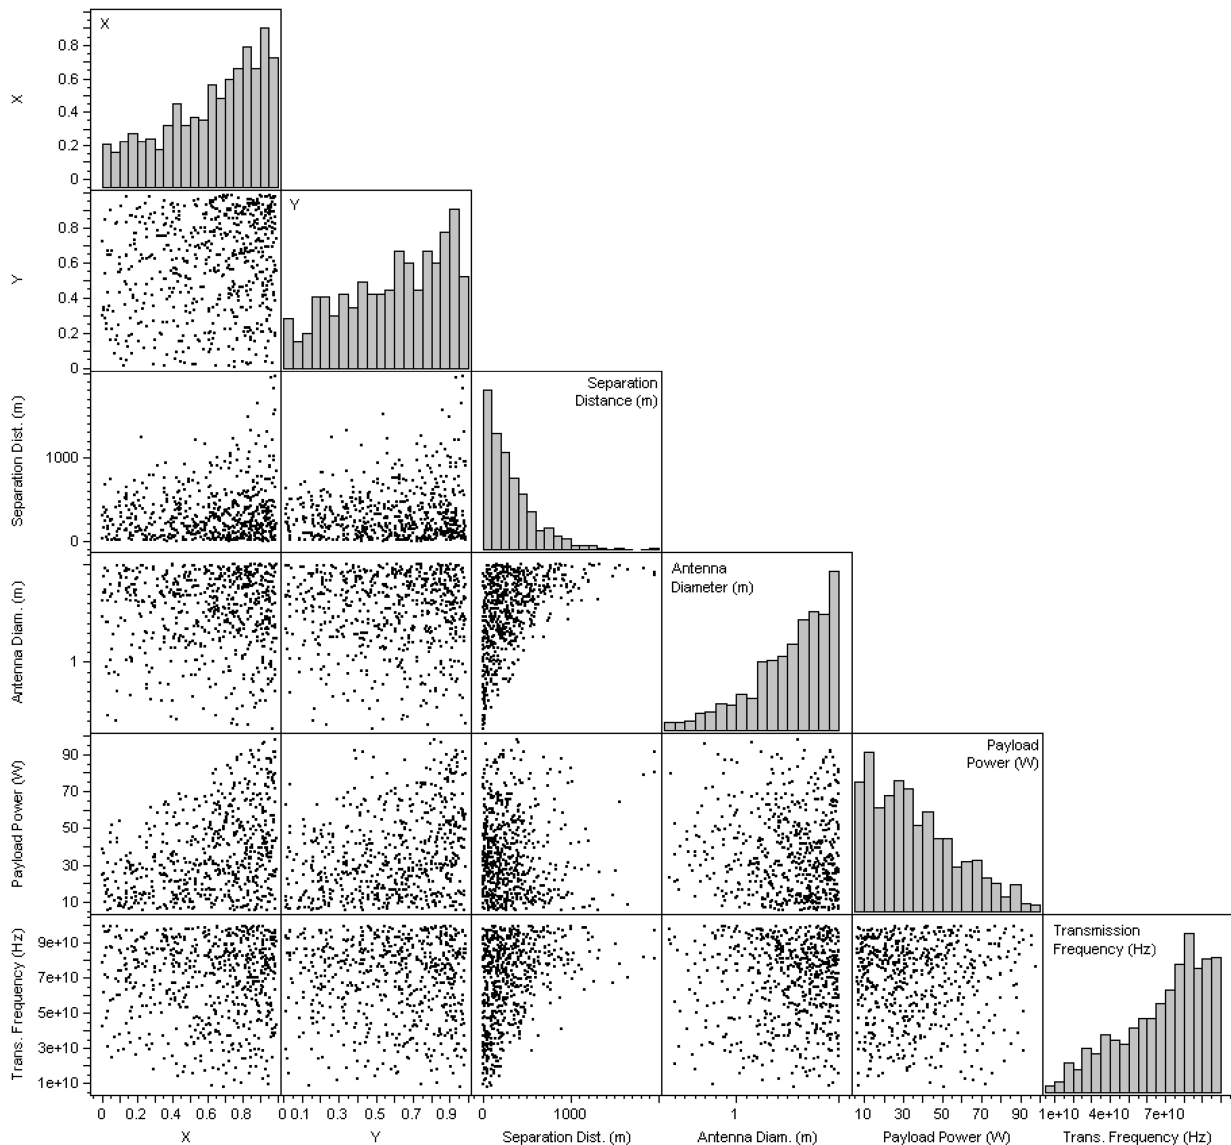 X
0.8
0.6
0.4
0.2
0
X
Y
0.8
0.6
0.4
0.2
0
Y
Separation
Distance (m)
1000
0
Separation Dist. (m)
Antenna
Diameter (m)
1
Antenna Diam. (m)
Payload
Power (W)
90
70
50
30
10
Payload Power (W)
Transmission
Frequency (Hz)
9e+10
7e+10
5e+10
3e+10
1e+10
Trans. Frequency (Hz)
0 0.2 0.4 0.6 0.8 0 0.1 0.3 0.5 0.7 0.9 0 1000 1 10 30 50 70 90 1e+10 4e+10 7e+10
X Y Separation Dist. (m) Antenna Diam. (m) Payload Power (W) Trans. Frequency (Hz)